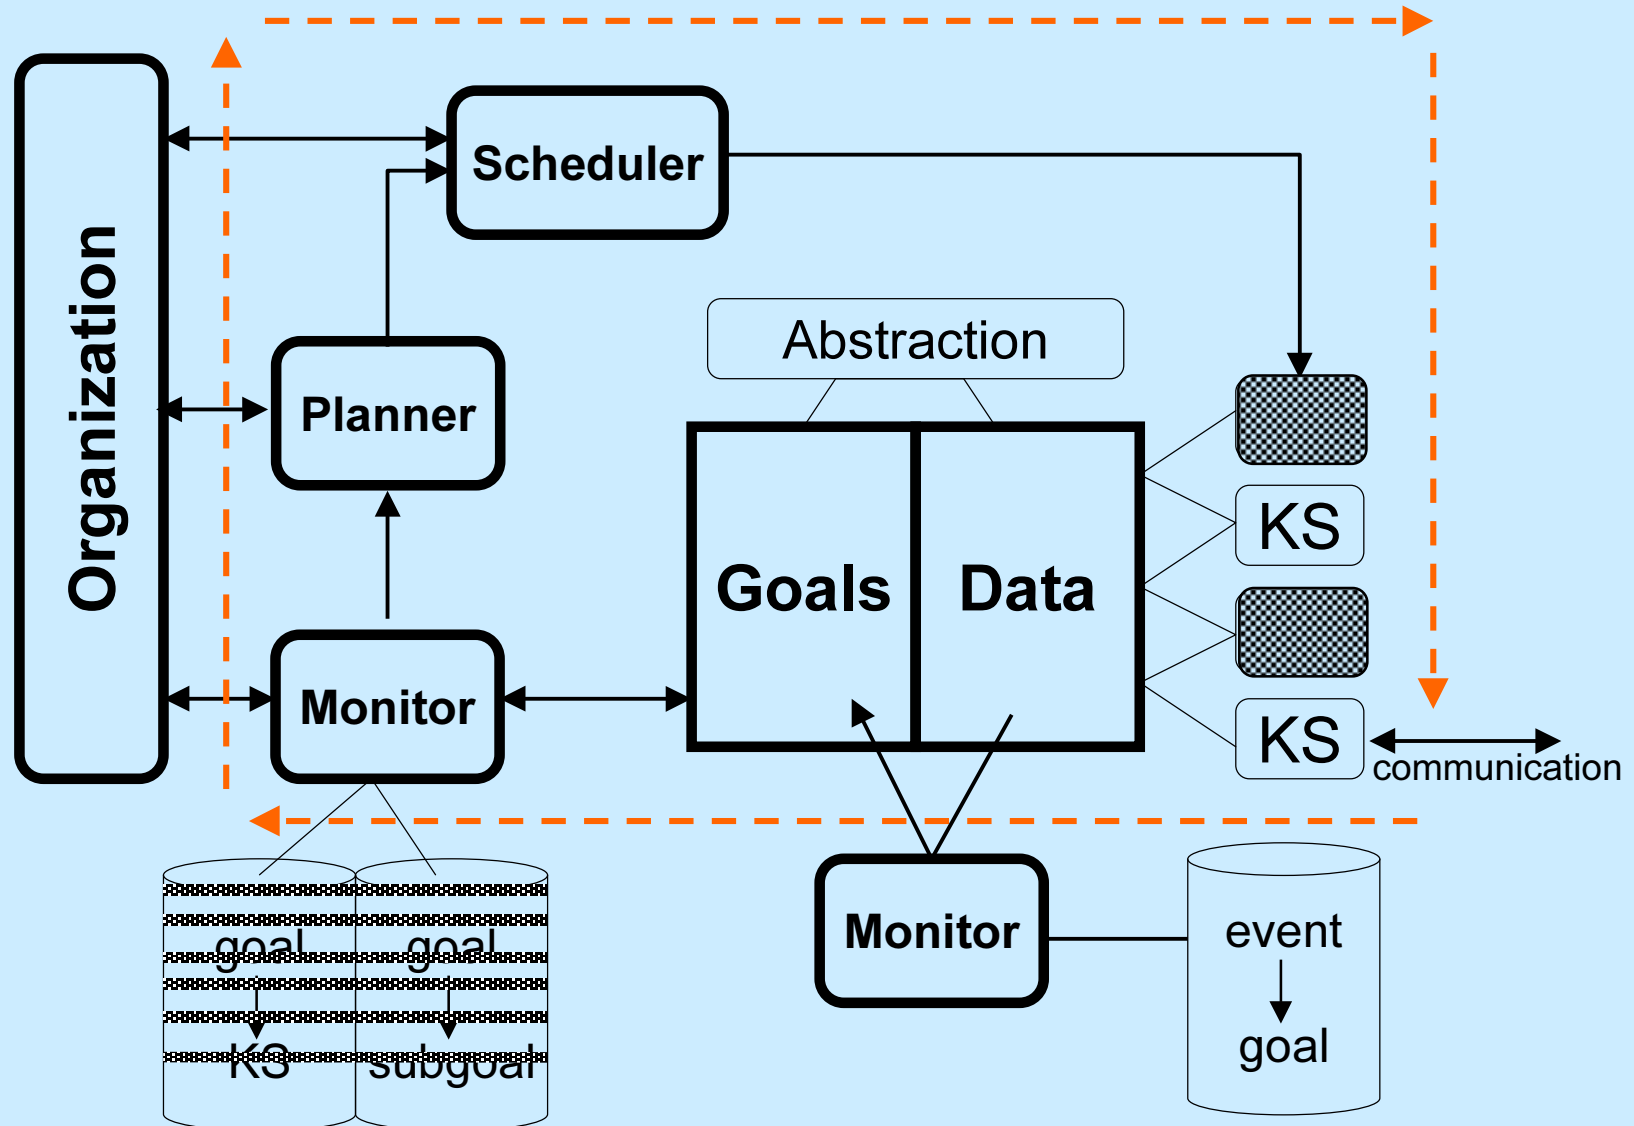 Organization
Scheduler
Abstraction
Planner
KS
Goals
Data
Monitor
KS
communication
Monitor
event
goal
goal
KS
goal
subgoal